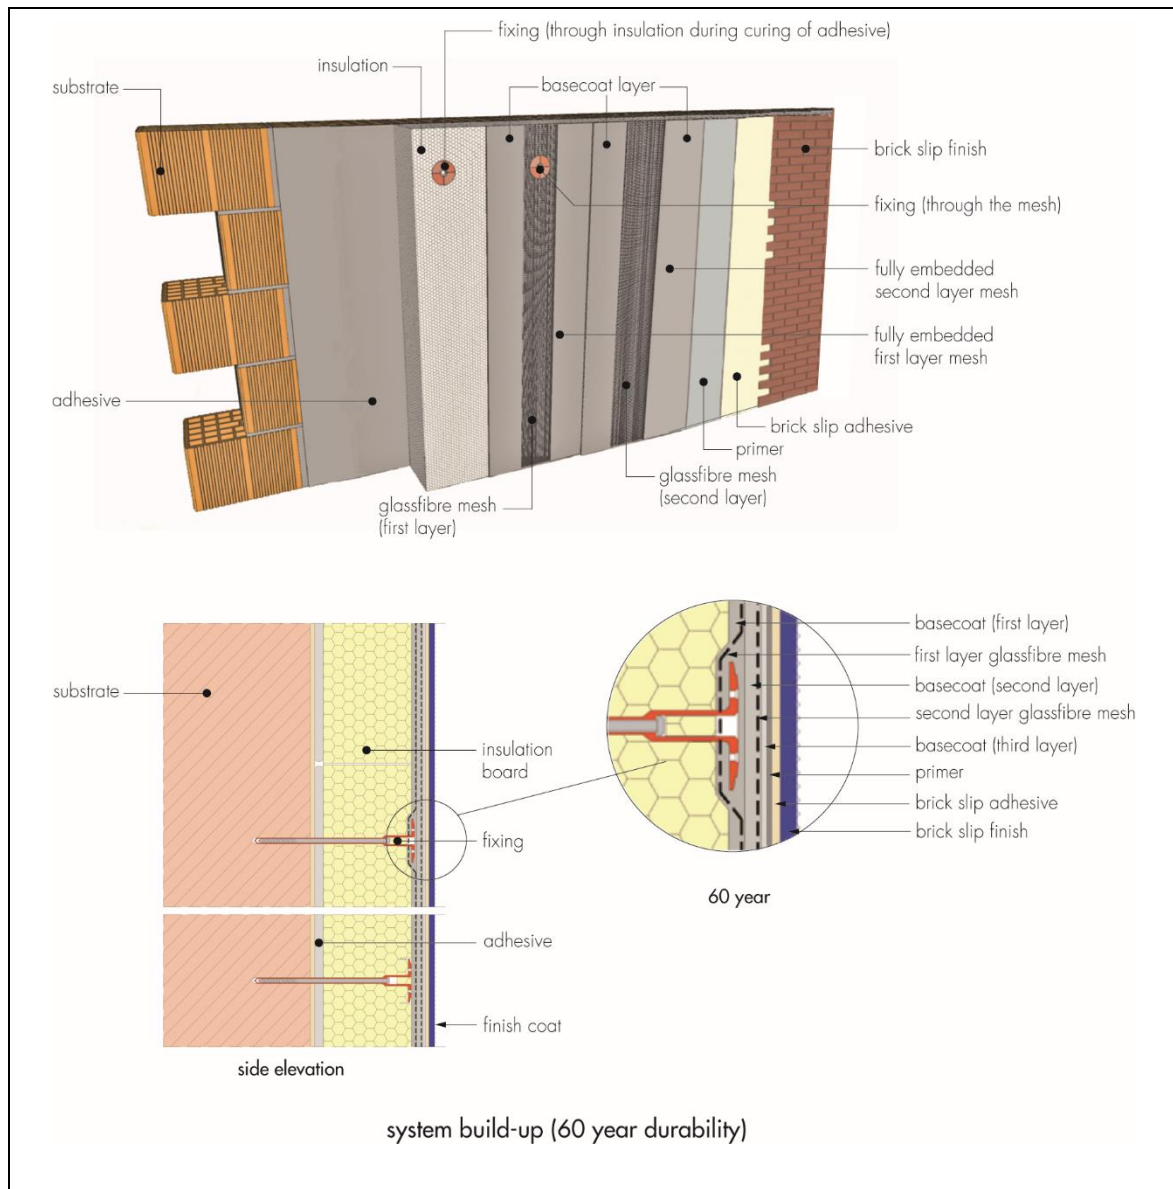 fixing (through insulation during curing of adhesive)
insulation
basecoat layer
substrate
brick slip finish
fixing (through the mesh)
fully embedded
second layer mesh
fully embedded
first layer mesh
adhesive
brick slip adhesive
primer
glassfibre mesh
(second layer)
glassfibre mesh
(first layer)
basecoat (first layer)
first layer glassfibre mesh
basecoat (second layer)
second layer glassfibre mesh
basecoat (third layer)
primer
brick slip adhesive
brick slip finish
60 year
substrate
insulation
board
fixing
adhesive
finish coat
side elevation
system build-up (60 year durability)